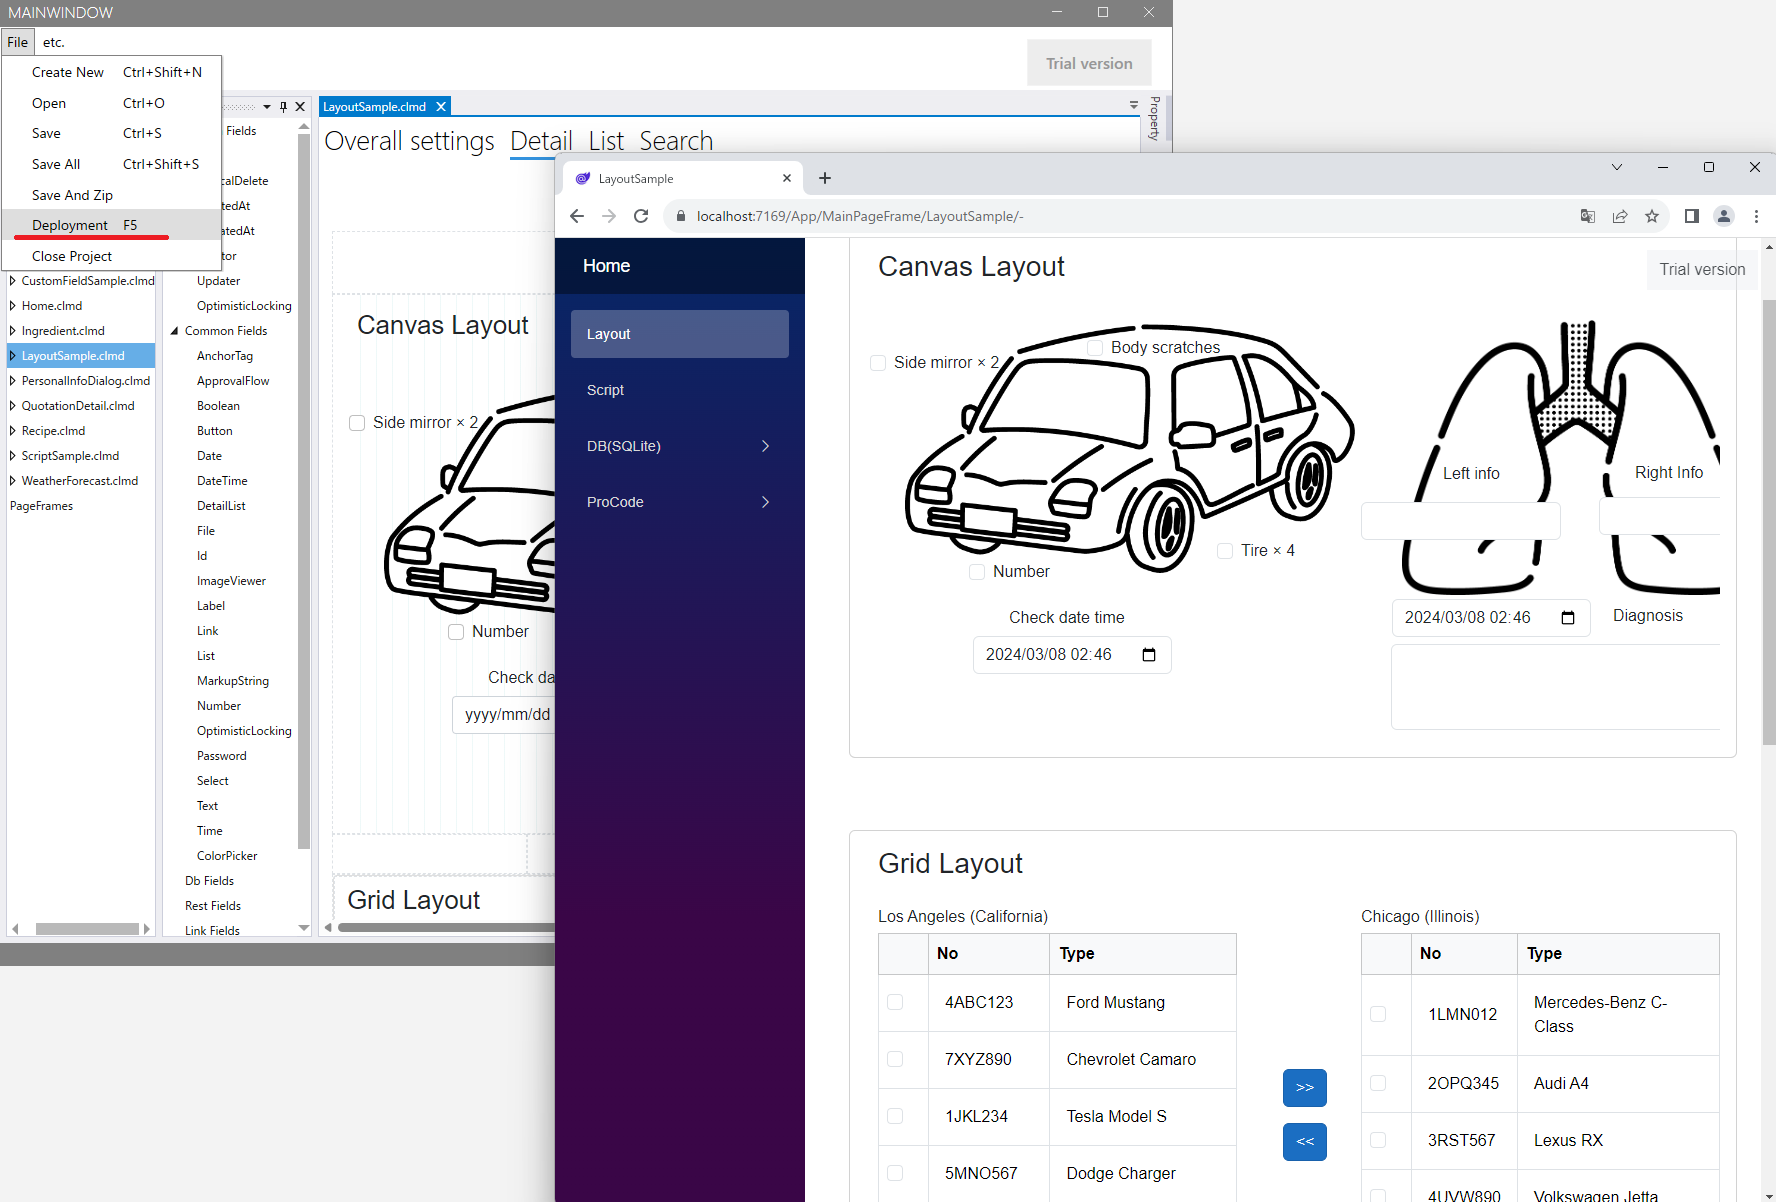 MAINWINDOW
File etc.
Trial version
Create New Ctrl+Shift+N
Open Ctrl+O
Save Ctrl+S
Save All Ctrl+Shift+S
Save And Zip
Deployment F5
Close Project
CustomFieldSample.clmd
Home.clmd
Ingredient.clmd
LayoutSample.clmd
PersonalInfoDialog.clmd
QuotationDetail.clmd
Recipe.clmd
ScriptSample.clmd
WeatherForecast.clmd
PageFrames
Fields
calDelete
tedAt
atedAt
tor
Updater
OptimisticLocking
Common Fields
AnchorTag
ApprovalFlow
Boolean
Button
Date
DateTime
DetailList
File
Id
ImageViewer
Label
Link
List
MarkupString
Number
OptimisticLocking
Password
Select
Text
Time
ColorPicker
Db Fields
Rest Fields
Link Fields
LayoutSample.clmd
Property
Overall settings Detail List Search
Canvas Layout
Side mirror × 2
Number
Check da
yyyy/mm/dd
Grid Layout
LayoutSample
localhost:7169/App/MainPageFrame/LayoutSample/-
Home
Layout
Script
DB(SQLite)
ProCode
Canvas Layout
Trial version
Side mirror × 2
Body scratches
Tire × 4
Number
Check date time
2024/03/08 02:46
Left info
Right Info
2024/03/08 02:46
Diagnosis
Grid Layout
Los Angeles (California)
No Type
4ABC123 Ford Mustang
7XYZ890 Chevrolet Camaro
1JKL234 Tesla Model S
5MNO567 Dodge Charger
>>
<<
Chicago (Illinois)
No Type
1LMN012 Mercedes-Benz C-
Class
2OPQ345 Audi A4
3RST567 Lexus RX
4UVW890 Volkswagen Jetta